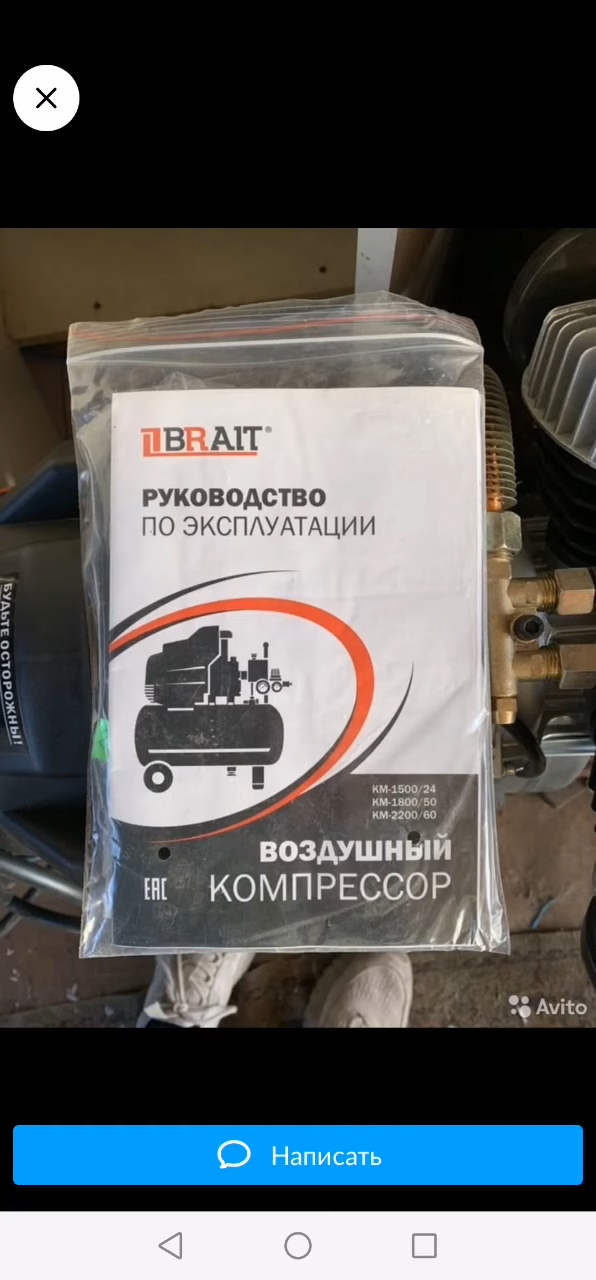 BRAIT®
РУКОВОДСТВО
ПО ЭКСПЛУАТАЦИИ
БУДЬТЕ ОСТОРОЖНЫ!
КМ-1500/24
КМ-1800/50
КМ-2200/60
ВОЗДУШНЫЙ
КОМПРЕССОР
EAC
Avito
Написать